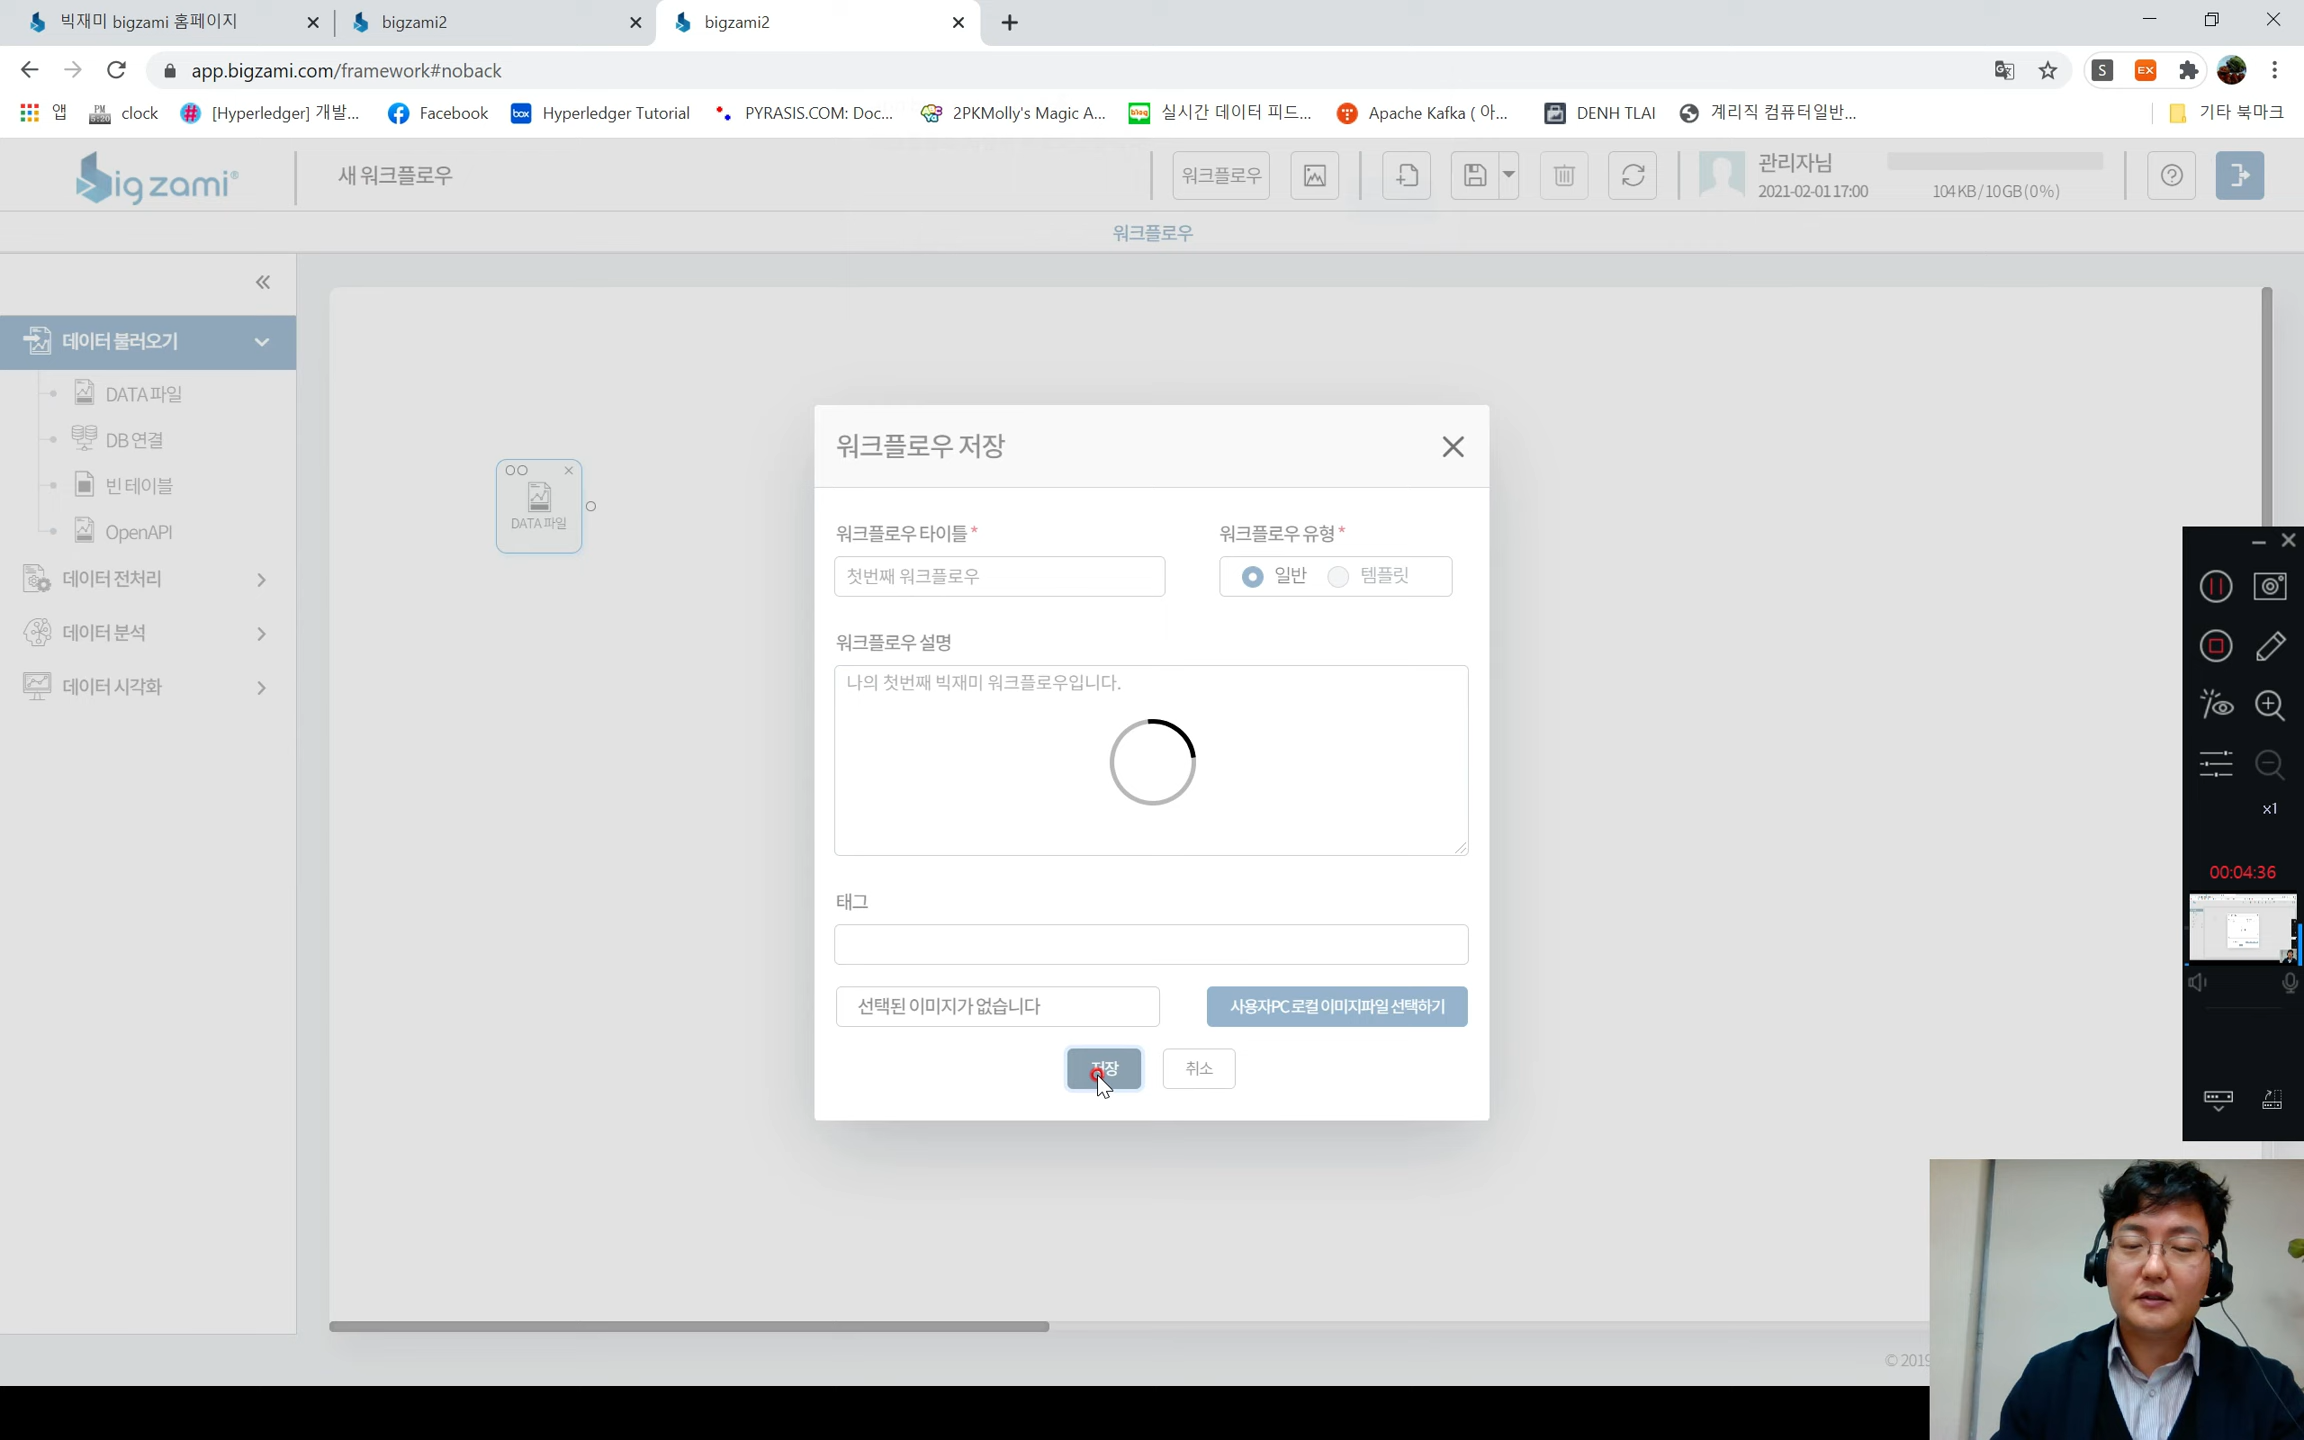 빅재미 bigzami 홈페이지
bigzami2
bigzami2
app.bigzami.com/framework#noback
앱
clock
[Hyperledger] 개발...
Facebook
Hyperledger Tutorial
PYRASIS.COM: Doc...
2PKMolly's Magic A...
실시간 데이터 피드...
Apache Kafka ( 아...
DENH TLAI
계리직 컴퓨터일반...
기타 북마크
big zami
새 워크플로우
워크플로우
관리자님
2021-02-01 17:00
104 KB / 10 GB (0%)
워크플로우
데이터 불러오기
DATA 파일
DB 연결
빈 테이블
OpenAPI
데이터 전처리
데이터 분석
데이터 시각화
DATA 파일
워크플로우 저장
워크플로우 타이틀 *
워크플로우 유형 *
첫번째 워크플로우
일반
템플릿
워크플로우 설명
나의 첫번째 빅재미 워크플로우입니다.
태그
선택된 이미지가 없습니다
사용자PC 로컬 이미지파일 선택하기
저장
취소
x1
00:04:36
© 2019